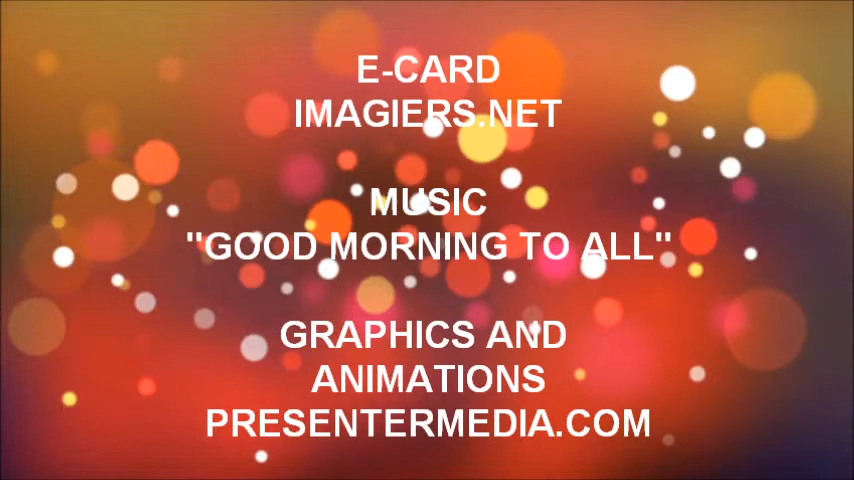 E-CARD
IMAGIERS.NET
MUSIC
"GOOD MORNING TO ALL"
GRAPHICS AND
ANIMATIONS
PRESENTERMEDIA.COM